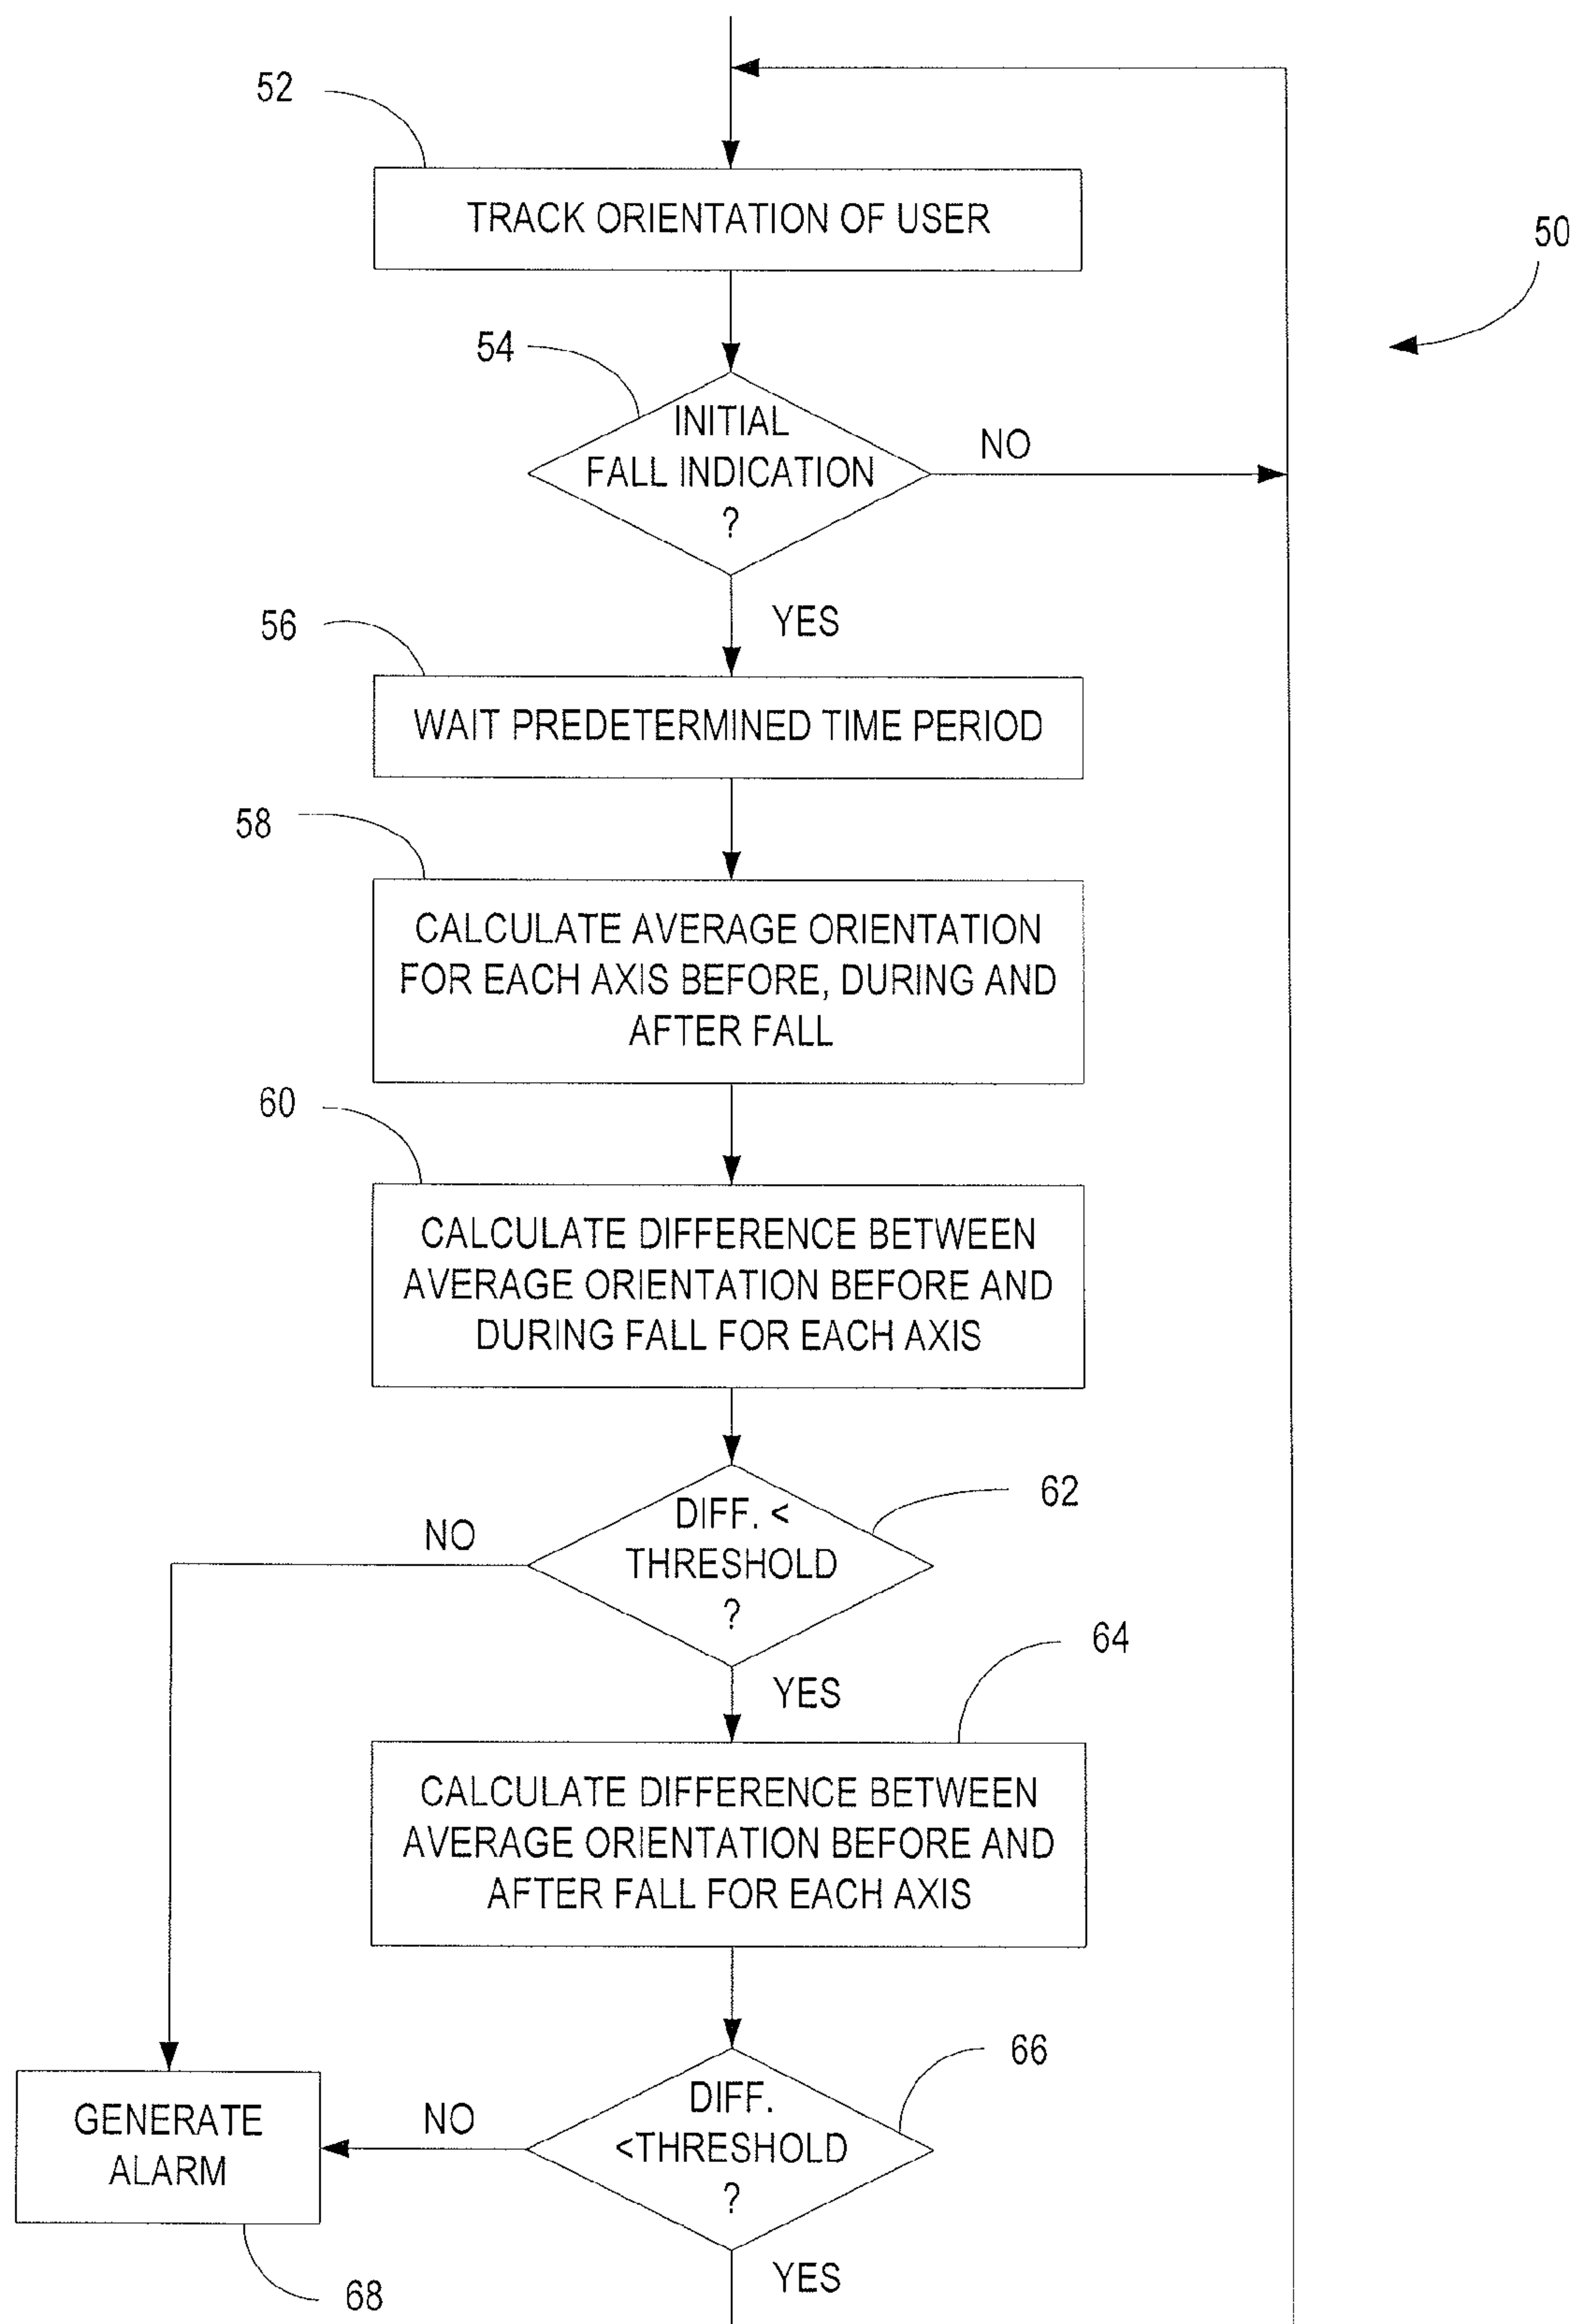 52
TRACK ORIENTATION OF USER
50
54
INITIAL
FALL INDICATION
?
NO
YES
56
WAIT PREDETERMINED TIME PERIOD
58
CALCULATE AVERAGE ORIENTATION
FOR EACH AXIS BEFORE, DURING AND
AFTER FALL
60
CALCULATE DIFFERENCE BETWEEN
AVERAGE ORIENTATION BEFORE AND
DURING FALL FOR EACH AXIS
62
DIFF. <
THRESHOLD
?
NO
YES
64
CALCULATE DIFFERENCE BETWEEN
AVERAGE ORIENTATION BEFORE AND
AFTER FALL FOR EACH AXIS
66
DIFF.
<THRESHOLD
?
NO
GENERATE
ALARM
YES
68